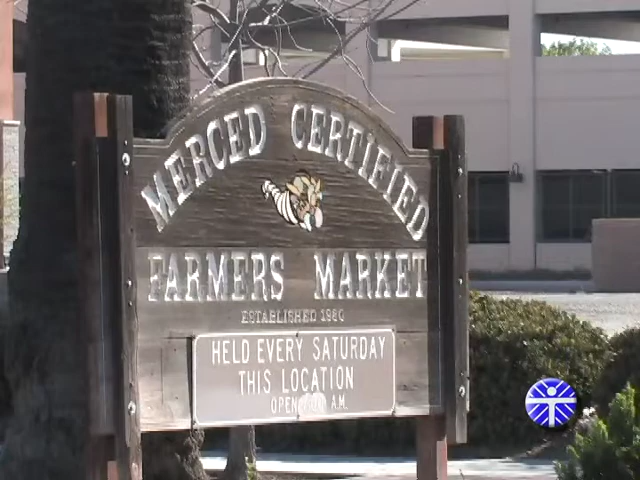 MERCED CERTIFIED
FARMERS MARKET
ESTABLISHED 1980
HELD EVERY SATURDAY
THIS LOCATION
OPEN A.M.